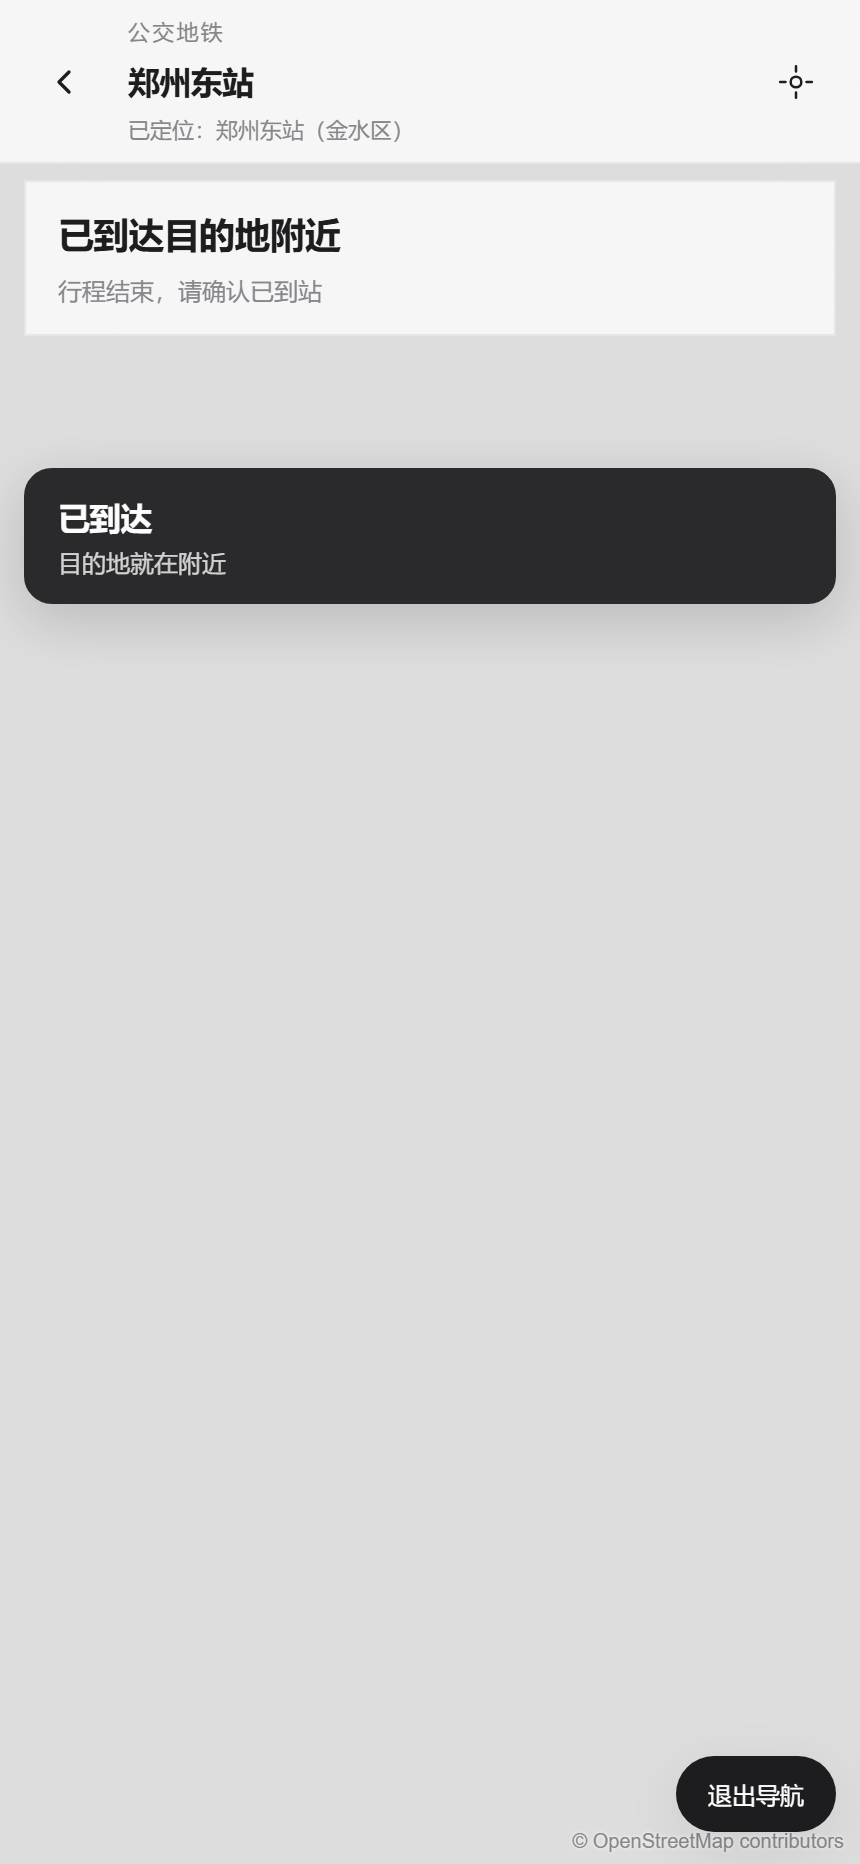 公交地铁
郑州东站
已定位：郑州东站（金水区）
已到达目的地附近
行程结束，请确认已到站
已到达
目的地就在附近
退出导航
© OpenStreetMap contributors